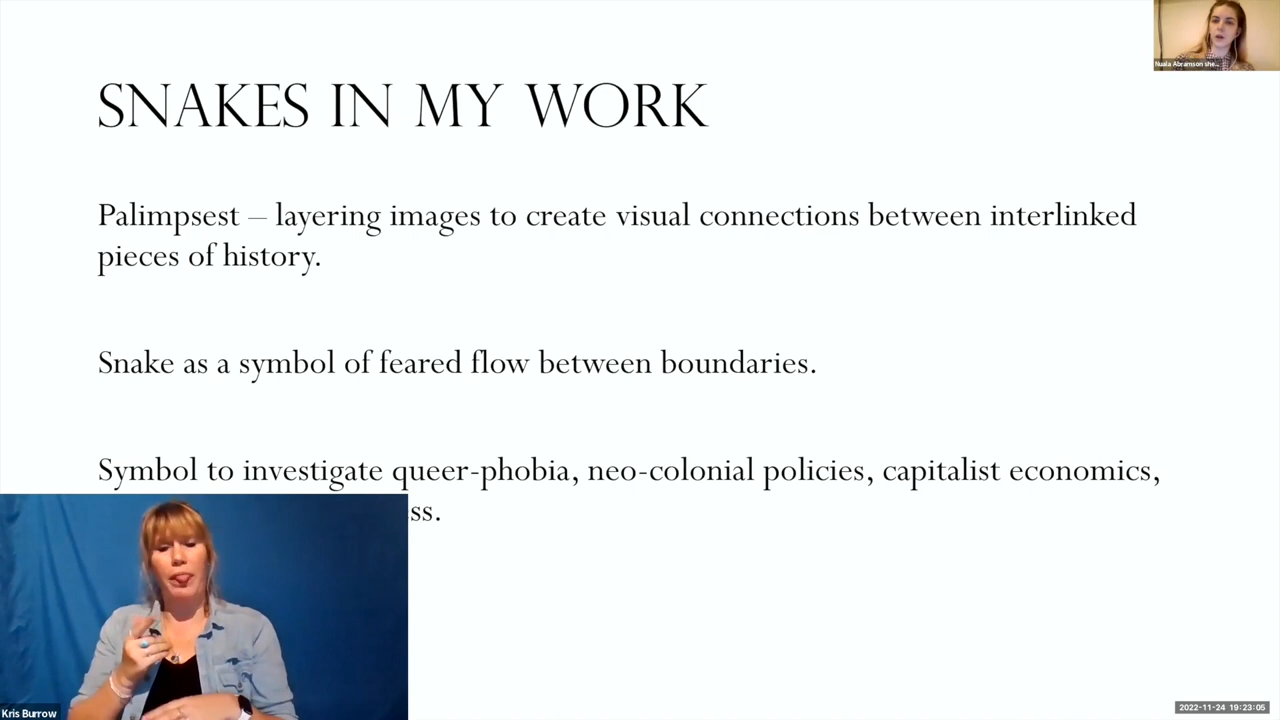 Nuala Abramson she...
SNAKES IN MY WORK
Palimpsest – layering images to create visual connections between interlinked
pieces of history.
Snake as a symbol of feared flow between boundaries.
Symbol to investigate queer-phobia, neo-colonial policies, capitalist economics,
ss.
Kris Burrow
2022-11-24 19:23:05